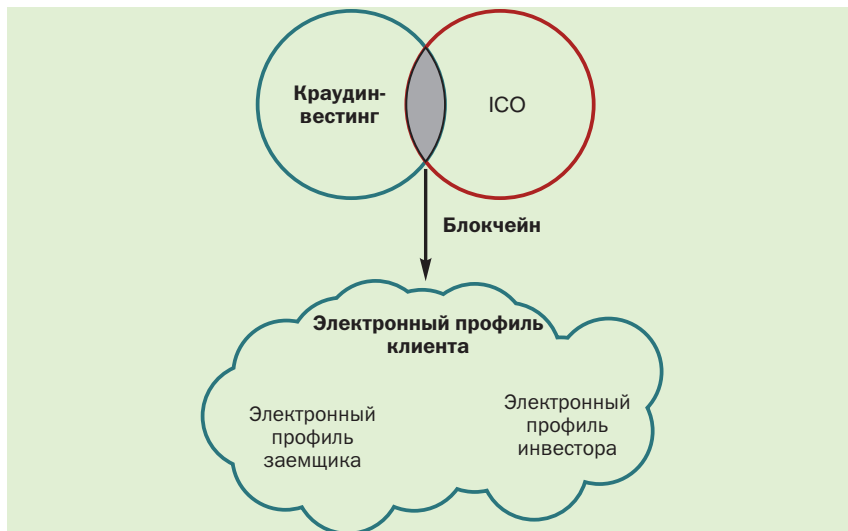 Краудин-
вестинг
ICO
Блокчейн
Электронный профиль
клиента
Электронный
профиль
заемщика
Электронный
профиль
инвестора